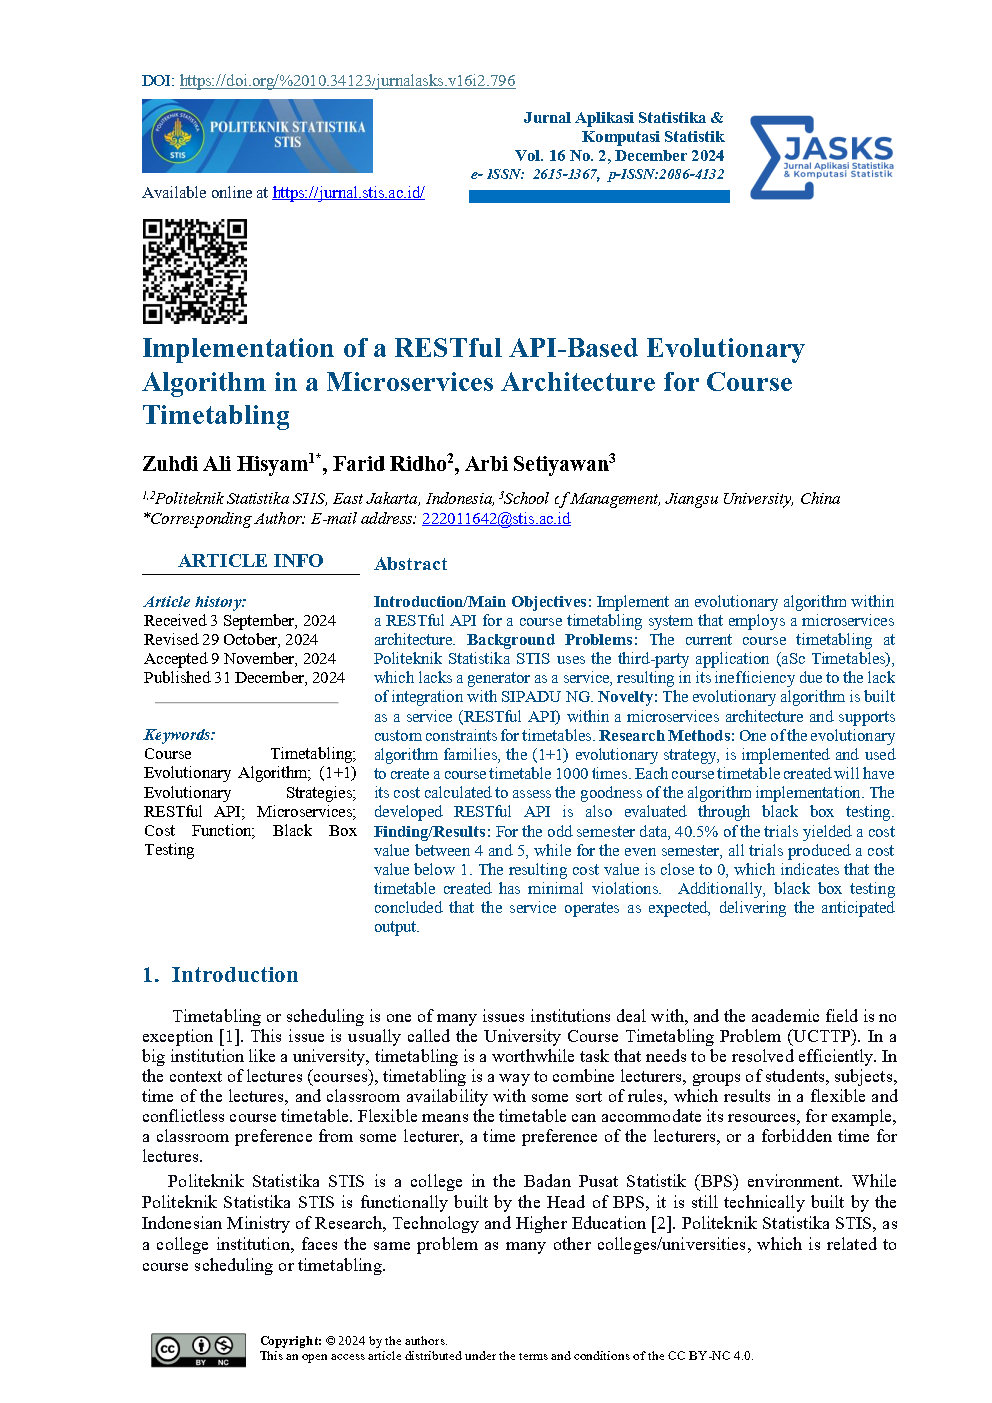 DOI: https://doi.org/%2010.34123/jurnalasks.v16i2.796
POLITEKNIK STATISTIKA
STIS
STIS
Available online at https://jurnal.stis.ac.id/
Jurnal Aplikasi Statistika &
Komputasi Statistik
Vol. 16 No. 2, December 2024
e- ISSN: 2615-1367, p-ISSN:2086-4132
JASKS
Jurnal Aplikasi Statistika
& Komputasi Statistik
Implementation of a RESTful API-Based Evolutionary
Algorithm in a Microservices Architecture for Course
Timetabling
Zuhdi Ali Hisyam1*, Farid Ridho2, Arbi Setiyawan3
1,2Politeknik Statistika STIS, East Jakarta, Indonesia, 3School of Management, Jiangsu University, China
*Corresponding Author: E-mail address: 222011642@stis.ac.id
ARTICLE INFO
Article history:
Received 3 September, 2024
Revised 29 October, 2024
Accepted 9 November, 2024
Published 31 December, 2024
Keywords:
Course Timetabling;
Evolutionary Algorithm; (1+1)
Evolutionary Strategies;
RESTful API; Microservices;
Cost Function; Black Box
Testing
Abstract
Introduction/Main Objectives: Implement an evolutionary algorithm within
a RESTful API for a course timetabling system that employs a microservices
architecture. Background Problems: The current course timetabling at
Politeknik Statistika STIS uses the third-party application (aSc Timetables),
which lacks a generator as a service, resulting in its inefficiency due to the lack
of integration with SIPADU NG. Novelty: The evolutionary algorithm is built
as a service (RESTful API) within a microservices architecture and supports
custom constraints for timetables. Research Methods: One of the evolutionary
algorithm families, the (1+1) evolutionary strategy, is implemented and used
to create a course timetable 1000 times. Each course timetable created will have
its cost calculated to assess the goodness of the algorithm implementation. The
developed RESTful API is also evaluated through black box testing.
Finding/Results: For the odd semester data, 40.5% of the trials yielded a cost
value between 4 and 5, while for the even semester, all trials produced a cost
value below 1. The resulting cost value is close to 0, which indicates that the
timetable created has minimal violations. Additionally, black box testing
concluded that the service operates as expected, delivering the anticipated
output.
1. Introduction
Timetabling or scheduling is one of many issues institutions deal with, and the academic field is no
exception [1]. This issue is usually called the University Course Timetabling Problem (UCTTP). In a
big institution like a university, timetabling is a worthwhile task that needs to be resolved efficiently. In
the context of lectures (courses), timetabling is a way to combine lecturers, groups of students, subjects,
time of the lectures, and classroom availability with some sort of rules, which results in a flexible and
conflictless course timetable. Flexible means the timetable can accommodate its resources, for example,
a classroom preference from some lecturer, a time preference of the lecturers, or a forbidden time for
lectures.
Politeknik Statistika STIS is a college in the Badan Pusat Statistik (BPS) environment. While
Politeknik Statistika STIS is functionally built by the Head of BPS, it is still technically built by the
Indonesian Ministry of Research, Technology and Higher Education [2]. Politeknik Statistika STIS, as
a college institution, faces the same problem as many other colleges/universities, which is related to
course scheduling or timetabling.
CC BY NC
Copyright: © 2024 by the authors.
This an open access article distributed under the terms and conditions of the CC BY-NC 4.0.